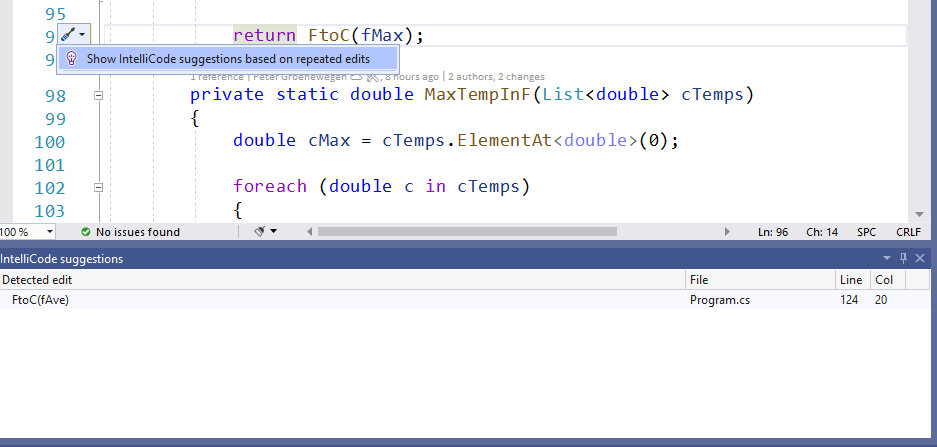 95
9
return FtoC(fMax);
Show IntelliCode suggestions based on repeated edits
9
1 reference | Peter Groenewegen, 8 hours ago | 2 authors, 2 changes
98 private static double MaxTempInF(List<double> cTemps)
99 {
100 double cMax = cTemps.ElementAt<double>(0);
101
102 foreach (double c in cTemps)
103 {
100 % No issues found Ln: 96 Ch: 14 SPC CRLF
IntelliCode suggestions
Detected edit File Line Col
FtoC(fAve) Program.cs 124 20